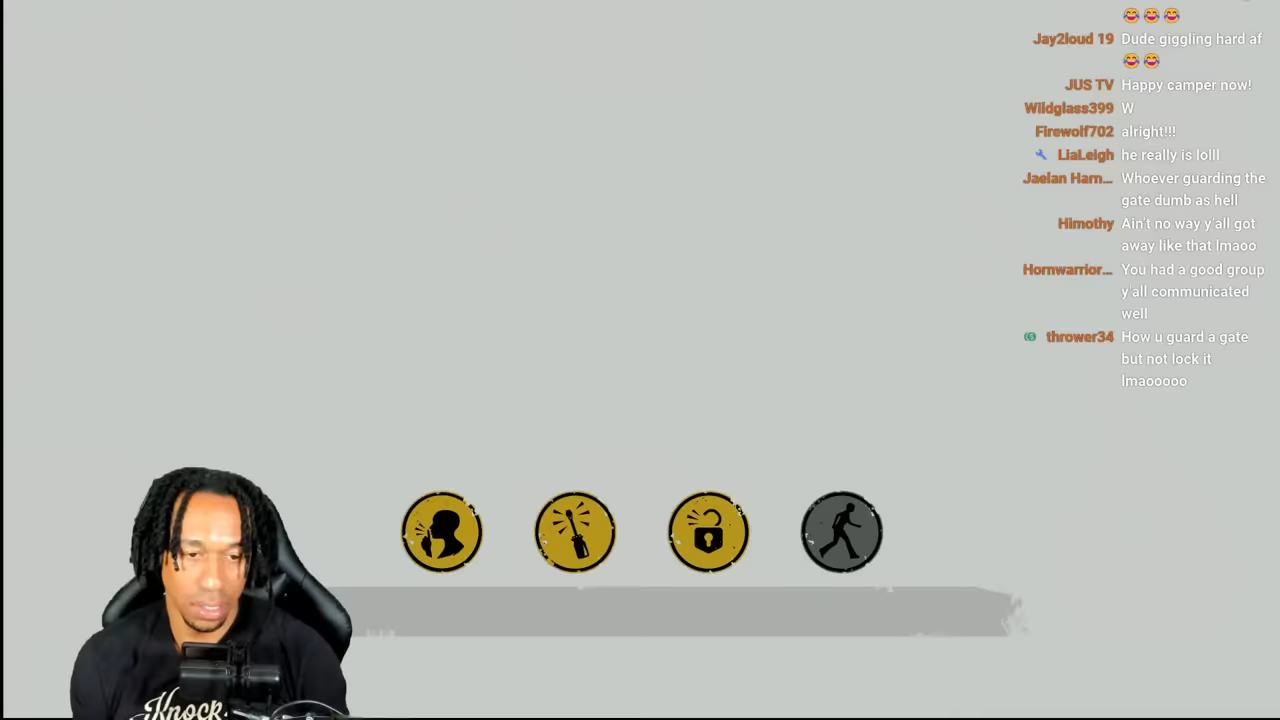 😂😂😂
Jay2loud 19 Dude giggling hard af
😂😂
JUS TV Happy camper now!
Wildglass399 W
Firewolf702 alright!!!
LiaLeigh he really is lolll
Jaelan Harn... Whoever guarding the
gate dumb as hell
Himothy Ain't no way y'all got
away like that lmaoo
Hornwarrior... You had a good group
y'all communicated
well
thrower34 How u guard a gate
but not lock it
lmaooooo
Knock